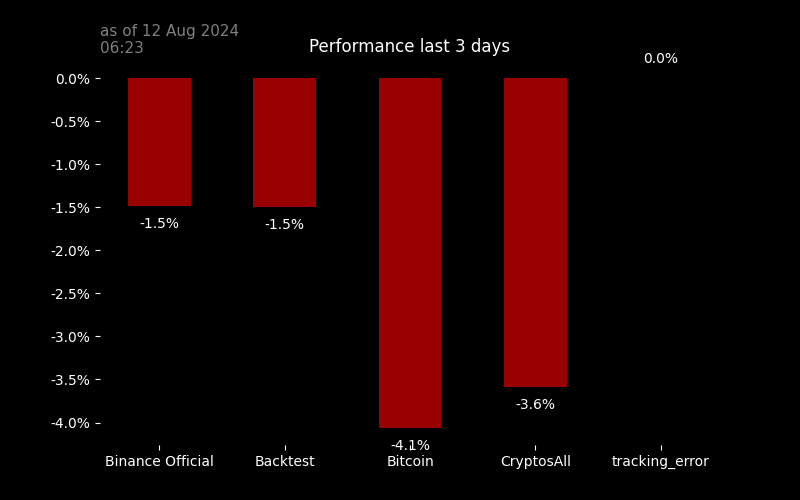 as of 12 Aug 2024
06:23
Performance last 3 days
0.0%
0.0%
-0.5%
-1.0%
-1.5%
-2.0%
-2.5%
-3.0%
-3.5%
-4.0%
-1.5%
-1.5%
-4.1%
-3.6%
Binance Official
Backtest
Bitcoin
CryptosAll
tracking_error